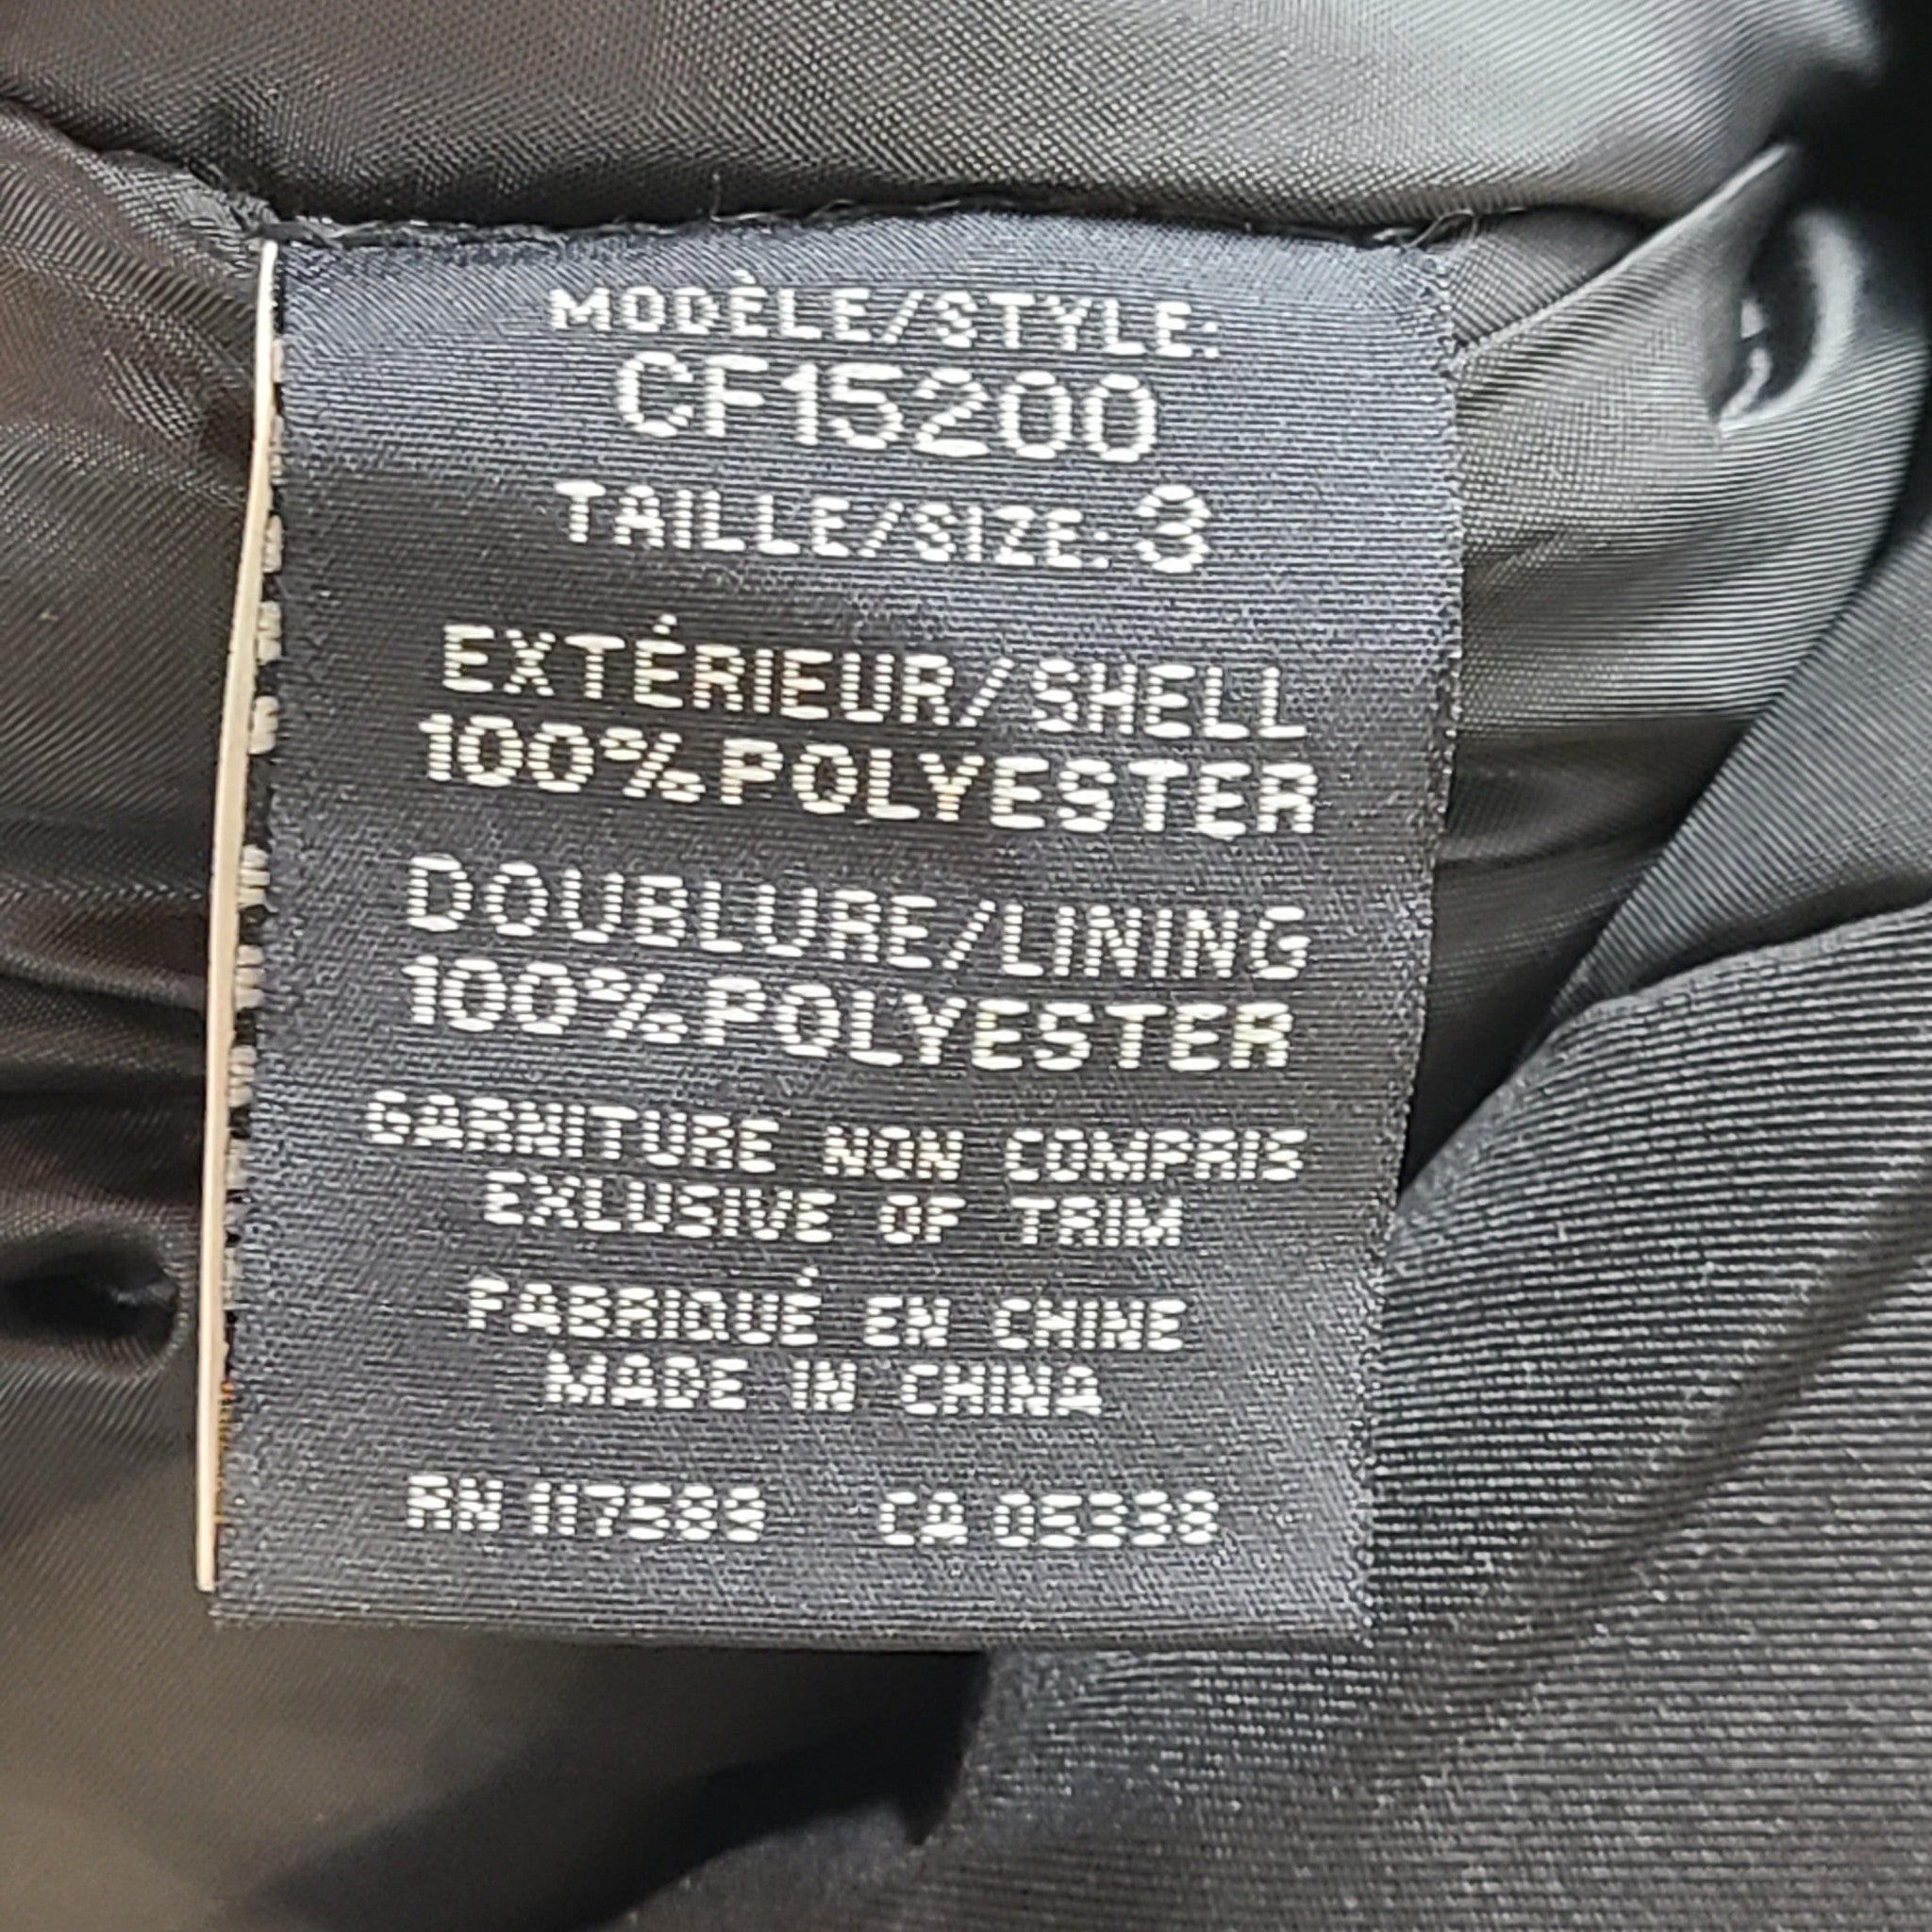 MODÈLE/STYLE:
CF15200
TAILLE/SIZE: 3
EXTÉRIEUR/SHELL
100% POLYESTER
DOUBLURE/LINING
100% POLYESTER
GARNITURE NON COMPRIS
EXLUSIVE OF TRIM
FABRIQUÉ EN CHINE
MADE IN CHINA
RN 117589 CA 05338